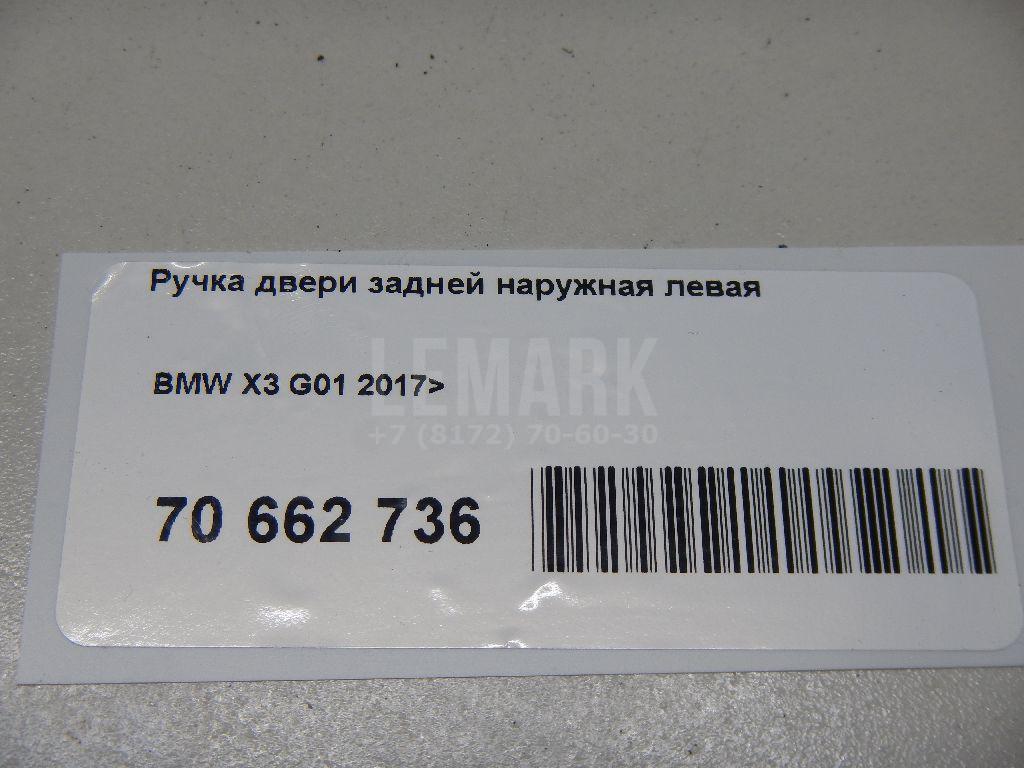 Ручка двери задней наружная левая
LEMARK
BMW X3 G01 2017>
+7 (8172) 70-60-30
70 662 736